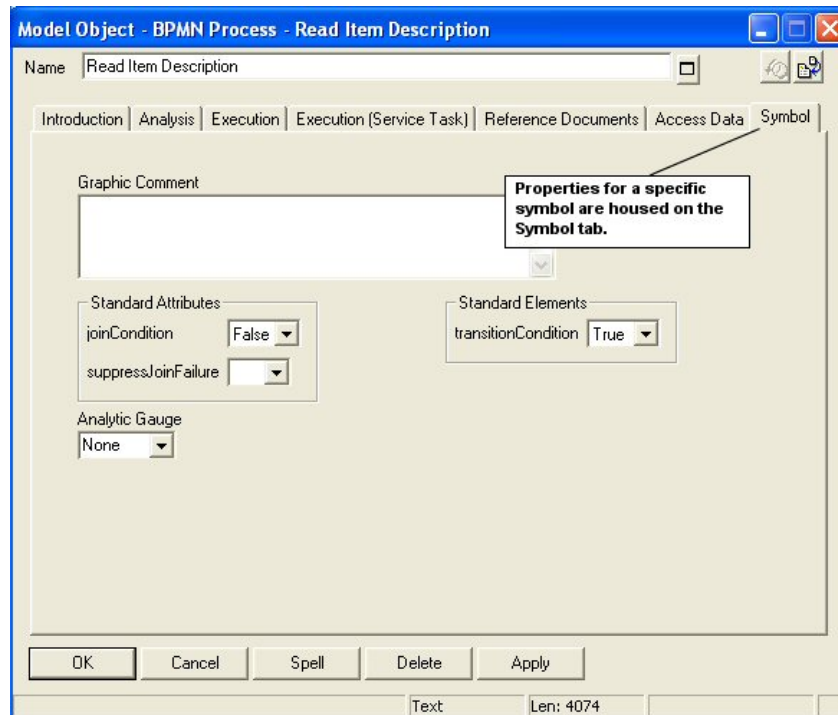 Model Object - BPMN Process - Read Item Description
Name Read Item Description
Introduction Analysis Execution Execution (Service Task) Reference Documents Access Data Symbol
Graphic Comment
Properties for a specific
symbol are housed on the
Symbol tab.
Standard Attributes Standard Elements
joinCondition False transitionCondition True
suppressJoinFailure
Analytic Gauge
None
OK Cancel Spell Delete Apply
Text Len: 4074